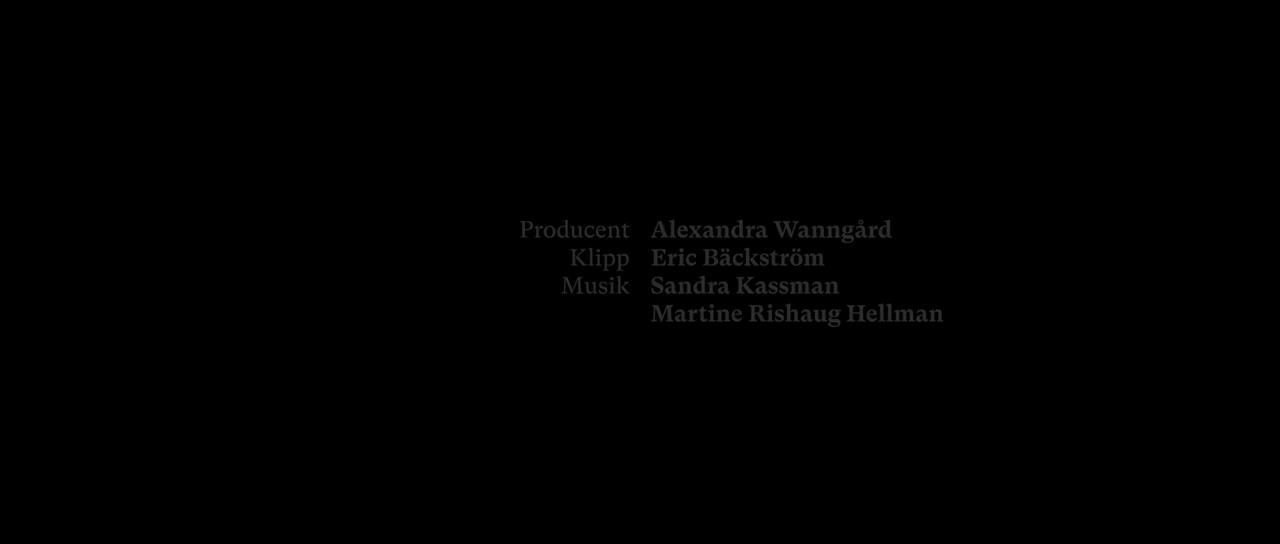 Producent Alexandra Wanngård
Klipp Eric Bäckström
Musik Sandra Kassman
Martine Rishaug Hellman